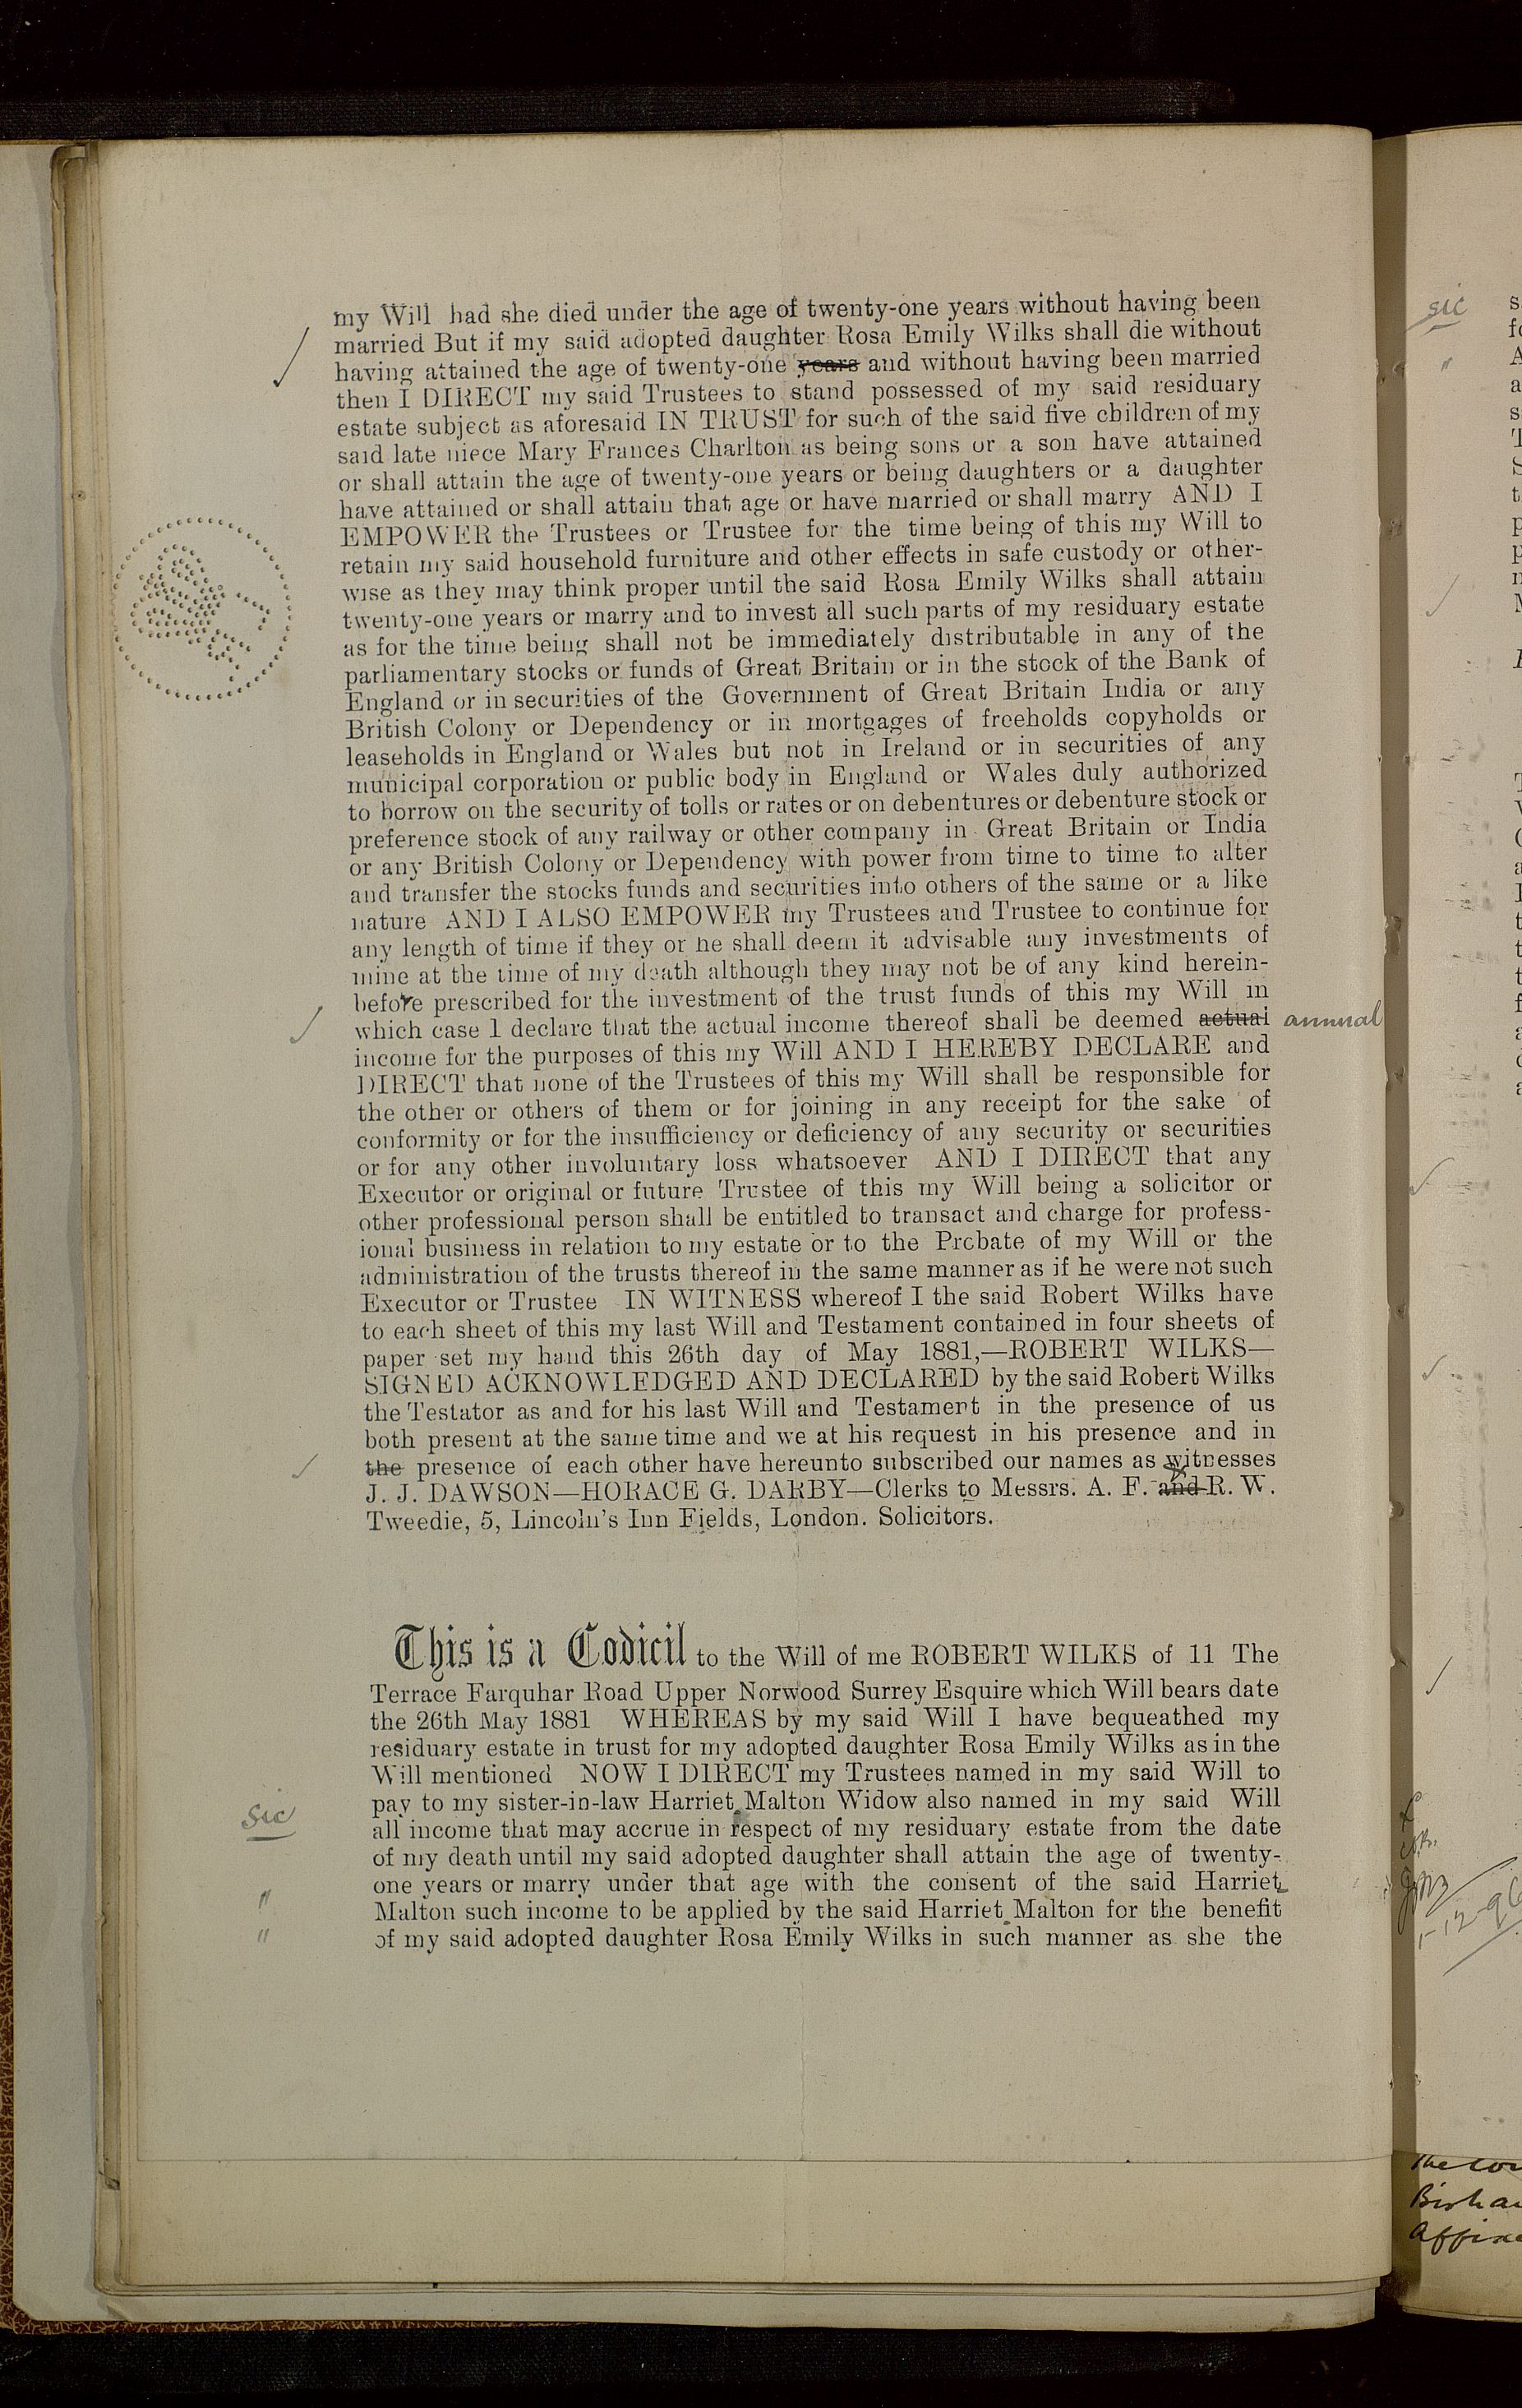 my Will had she died under the age of twenty-one years without having been
married But if my said adopted daughter Rosa Emily Wilks shall die without
having attained the age of twenty-one years and without having been married
then I DIRECT my said Trustees to stand possessed of my said residuary
estate subject as aforesaid IN TRUST for such of the said five children of my
said late niece Mary Frances Charlton as being sons or a son have attained
or shall attain the age of twenty-one years or being daughters or a daughter
have attained or shall attain that age or have married or shall marry AND I
EMPOWER the Trustees or Trustee for the time being of this my Will to
retain my said household furniture and other effects in safe custody or other-
wise as they may think proper until the said Rosa Emily Wilks shall attain
twenty-one years or marry and to invest all such parts of my residuary estate
as for the time being shall not be immediately distributable in any of the
parliamentary stocks or funds of Great Britain or in the stock of the Bank of
England or in securities of the Government of Great Britain India or any
British Colony or Dependency or in mortgages of freeholds copyholds or
leaseholds in England or Wales but not in Ireland or in securities of any
municipal corporation or public body in England or Wales duly authorized
to borrow on the security of tolls or rates or on debentures or debenture stock or
preference stock of any railway or other company in Great Britain or India
or any British Colony or Dependency with power from time to time to alter
and transfer the stocks funds and securities into others of the same or a like
nature AND I ALSO EMPOWER my Trustees and Trustee to continue for
any length of time if they or he shall deem it advisable any investments of
mine at the time of my death although they may not be of any kind herein-
before prescribed for the investment of the trust funds of this my Will in
which case I declare that the actual income thereof shall be deemed actual annual
income for the purposes of this my Will AND I HEREBY DECLARE and
DIRECT that none of the Trustees of this my Will shall be responsible for
the other or others of them or for joining in any receipt for the sake of
conformity or for the insufficiency or deficiency of any security or securities
or for any other involuntary loss whatsoever AND I DIRECT that any
Executor or original or future Trustee of this my Will being a solicitor or
other professional person shall be entitled to transact and charge for profess-
ional business in relation to my estate or to the Probate of my Will or the
administration of the trusts thereof in the same manner as if he were not such
Executor or Trustee IN WITNESS whereof I the said Robert Wilks have
to each sheet of this my last Will and Testament contained in four sheets of
paper set my hand this 26th day of May 1881,—ROBERT WILKS—
SIGNED ACKNOWLEDGED AND DECLARED by the said Robert Wilks
the Testator as and for his last Will and Testament in the presence of us
both present at the same time and we at his request in his presence and in
the presence of each other have hereunto subscribed our names as witnesses
J. J. DAWSON—HORACE G. DARBY—Clerks to Messrs. A. F. and & R. W.
Tweedie, 5, Lincoln's Inn Fields, London. Solicitors.
This is a Codicil to the Will of me ROBERT WILKS of 11 The
Terrace Farquhar Road Upper Norwood Surrey Esquire which Will bears date
the 26th May 1881 WHEREAS by my said Will I have bequeathed my
residuary estate in trust for my adopted daughter Rosa Emily Wilks as in the
Will mentioned NOW I DIRECT my Trustees named in my said Will to
pay to my sister-in-law Harriet Malton Widow also named in my said Will
sic
all income that may accrue in respect of my residuary estate from the date
of my death until my said adopted daughter shall attain the age of twenty-
one years or marry under that age with the consent of the said Harriet
" Malton such income to be applied by the said Harriet Malton for the benefit
" of my said adopted daughter Rosa Emily Wilks in such manner as she the
sic
"